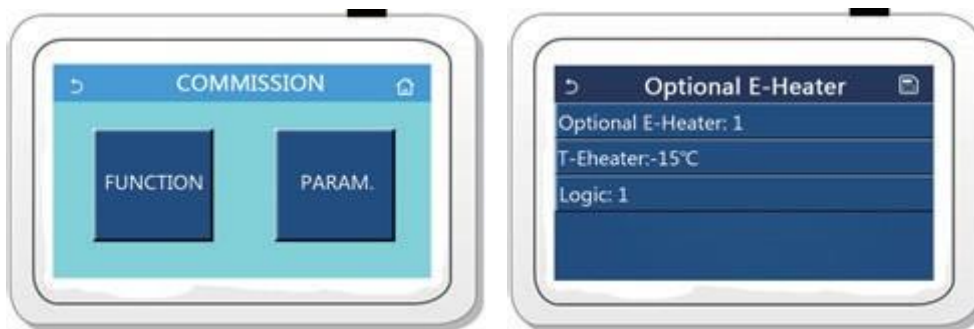 COMMISSION
FUNCTION
PARAM.
Optional E-Heater
Optional E-Heater: 1
T-Eheater:-15℃
Logic: 1